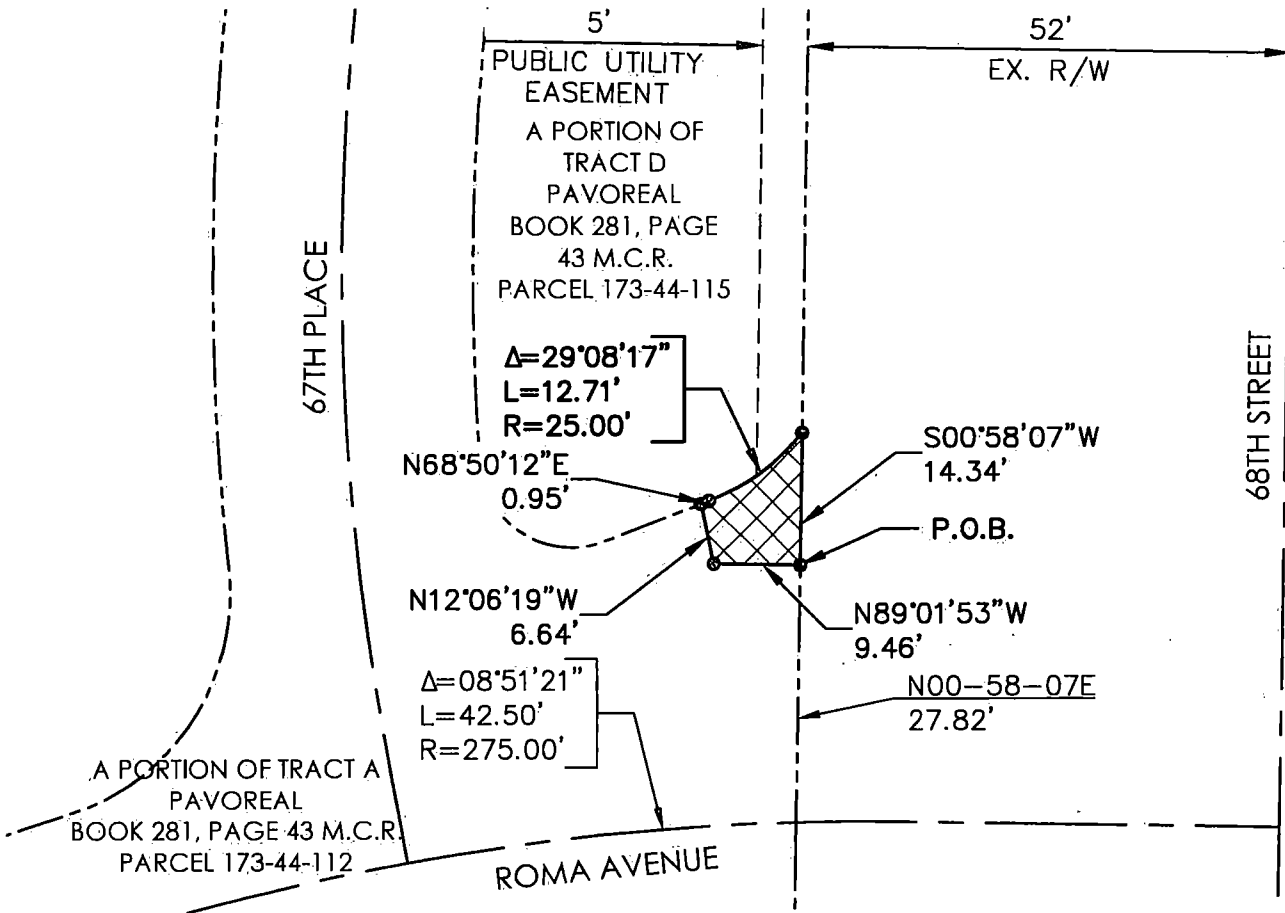 5'
52'
PUBLIC UTILITY
EASEMENT
EX. R/W
A PORTION OF
TRACT D
PAVOREAL
BOOK 281, PAGE
43 M.C.R.
PARCEL 173-44-115
67TH PLACE
68TH STREET
Δ=29°08'17"
L=12.71'
R=25.00'
N68°50'12"E
0.95'
S00°58'07"W
14.34'
P.O.B.
N12°06'19"W
6.64'
N89°01'53"W
9.46'
Δ=08°51'21"
L=42.50'
R=275.00'
N00-58-07E
27.82'
A PORTION OF TRACT A
PAVOREAL
BOOK 281, PAGE 43 M.C.R.
PARCEL 173-44-112
ROMA AVENUE